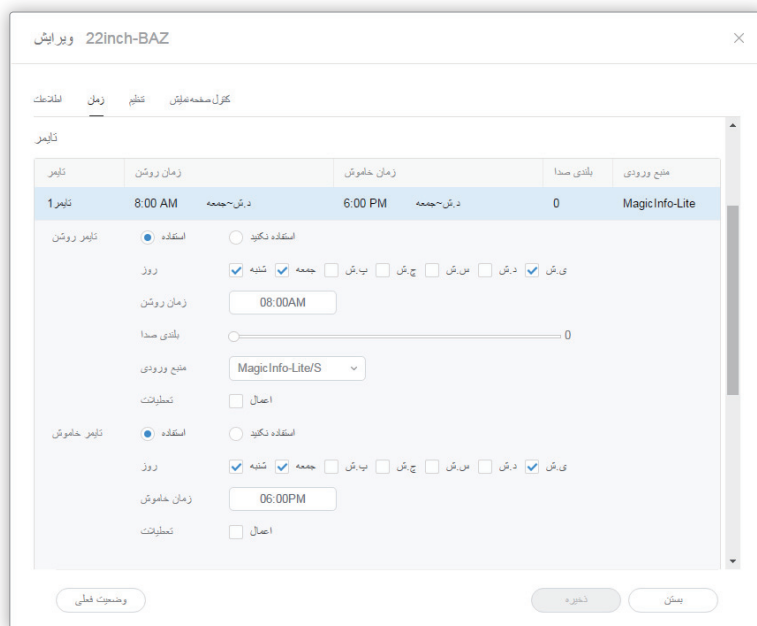 ویرایش 22inch-BAZ
اطلاعات زمان تنظیم کنترل صفحه‌نمایش
تایمر
تایمر زمان روشن زمان خاموش بلندی صدا منبع ورودی
تایمر1 8:00 AM د.ش~جمعه 6:00 PM د.ش~جمعه 0 MagicInfo-Lite
تایمر روشن استفاده استفاده نکنید
روز شنبه جمعه پ.ش چ.ش س.ش د.ش ی.ش
زمان روشن 08:00AM
بلندی صدا 0
منبع ورودی MagicInfo-Lite/S
تعطیلات اعمال
تایمر خاموش استفاده استفاده نکنید
روز شنبه جمعه پ.ش چ.ش س.ش د.ش ی.ش
زمان خاموش 06:00PM
تعطیلات اعمال
وضعیت فعلی ذخیره بستن